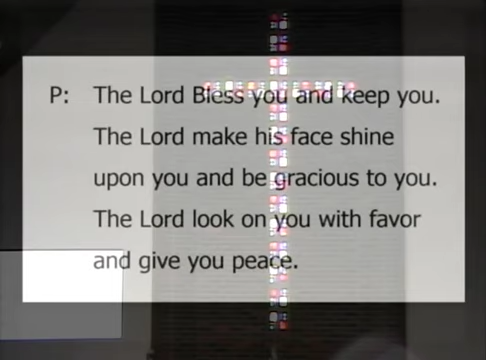 P: The Lord Bless you and keep you.
The Lord make his face shine
upon you and be gracious to you.
The Lord look on you with favor
and give you peace.